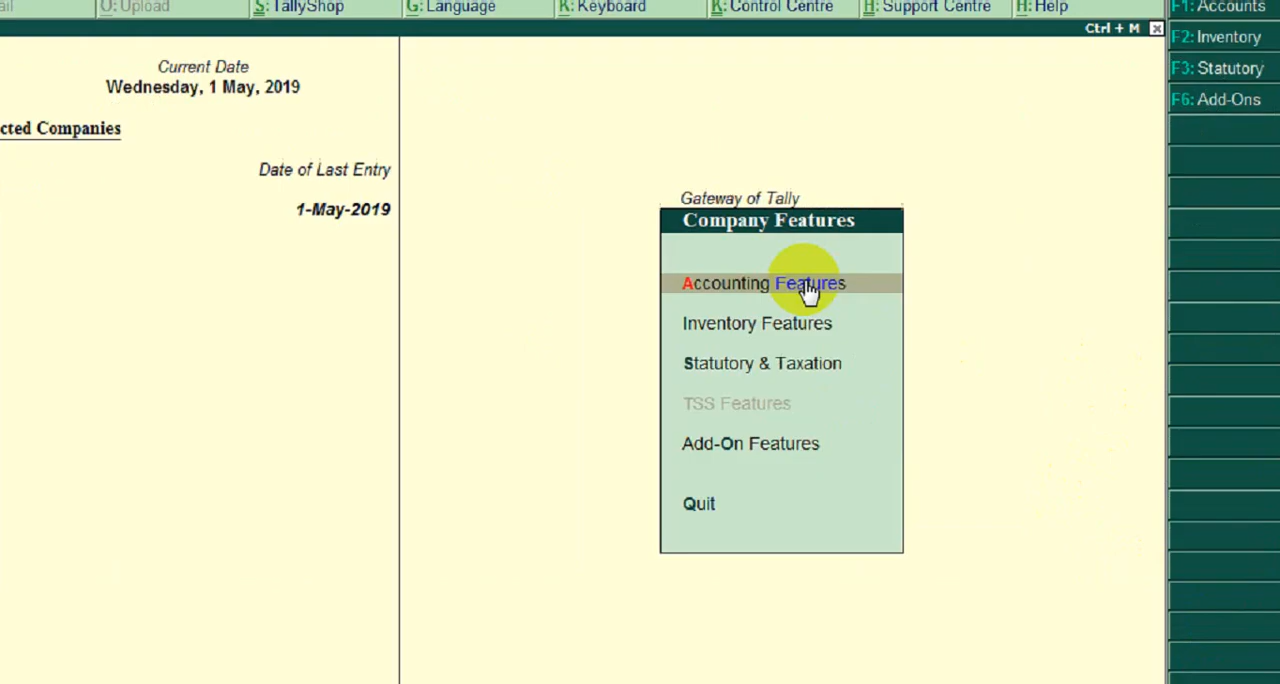 O: Upload
S: TallyShop
G: Language
K: Keyboard
K: Control Centre
H: Support Centre
H: Help
F1: Accounts
Ctrl + M
F2: Inventory
F3: Statutory
F6: Add-Ons
Current Date
Wednesday, 1 May, 2019
cted Companies
Date of Last Entry
1-May-2019
Gateway of Tally
Company Features
Accounting Features
Inventory Features
Statutory & Taxation
TSS Features
Add-On Features
Quit